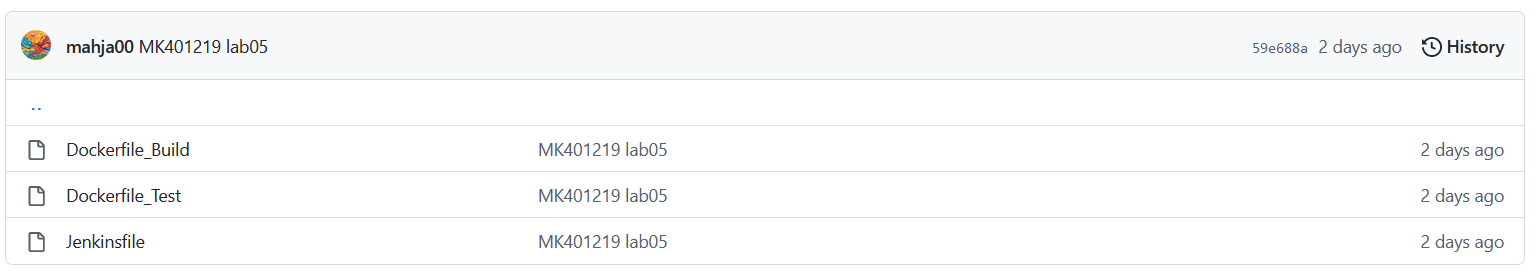 mahja00 MK401219 lab05 59e688a 2 days ago History
..
Dockerfile_Build MK401219 lab05 2 days ago
Dockerfile_Test MK401219 lab05 2 days ago
Jenkinsfile MK401219 lab05 2 days ago